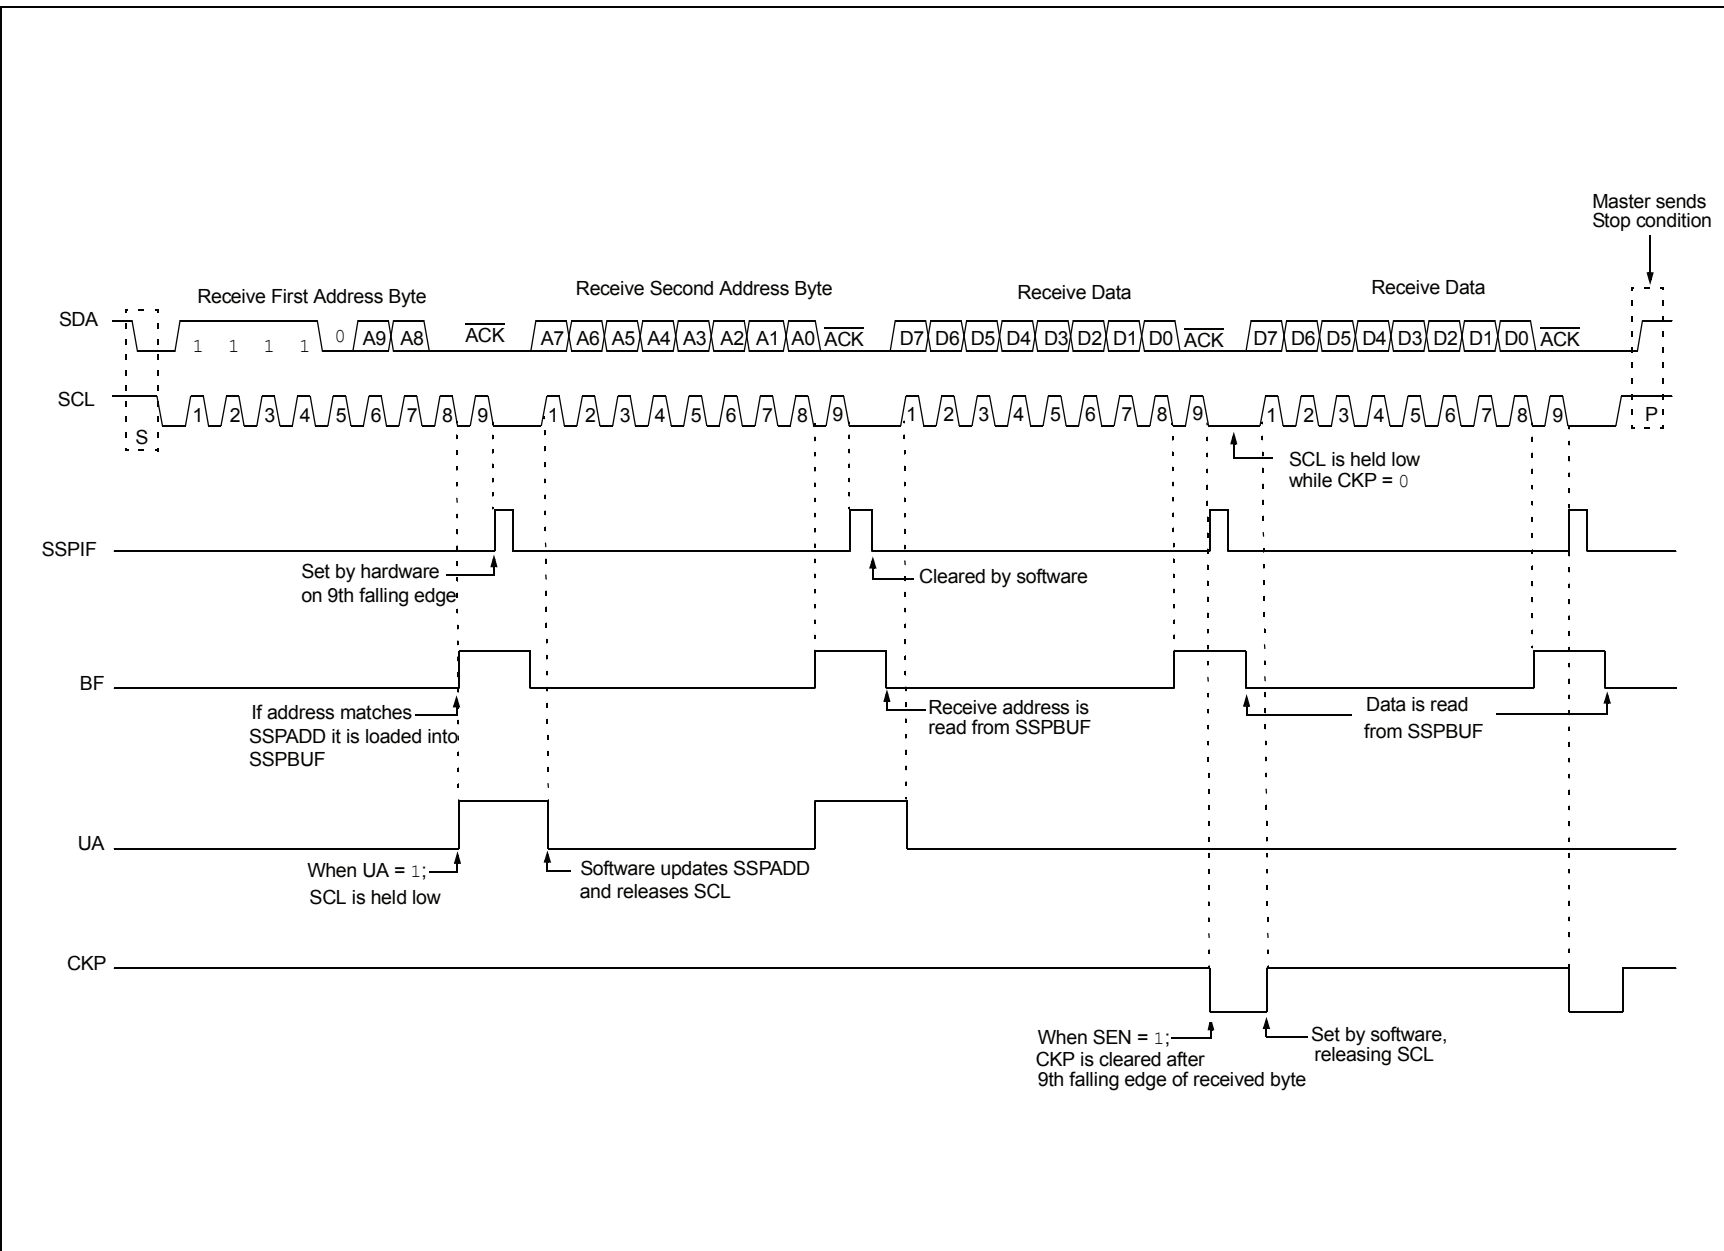 Master sends
Stop condition
Receive First Address Byte
Receive Second Address Byte
Receive Data
Receive Data
SDA
1 1 1 1 0 A9 A8 ACK A7 A6 A5 A4 A3 A2 A1 A0 ACK D7 D6 D5 D4 D3 D2 D1 D0 ACK D7 D6 D5 D4 D3 D2 D1 D0 ACK
SCL
S 1 2 3 4 5 6 7 8 9 1 2 3 4 5 6 7 8 9 1 2 3 4 5 6 7 8 9 1 2 3 4 5 6 7 8 9 P
SCL is held low
while CKP = 0
SSPIF
Set by hardware
on 9th falling edge
Cleared by software
BF
If address matches
SSPADD it is loaded into
SSPBUF
Receive address is
read from SSPBUF
Data is read
from SSPBUF
UA
When UA = 1;
SCL is held low
Software updates SSPADD
and releases SCL
CKP
When SEN = 1;
CKP is cleared after
9th falling edge of received byte
Set by software,
releasing SCL